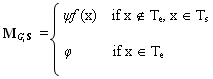 M_{G,S} = { ψf (x) if x ∉ T_e, x ∈ T_s
φ if x ∈ T_e